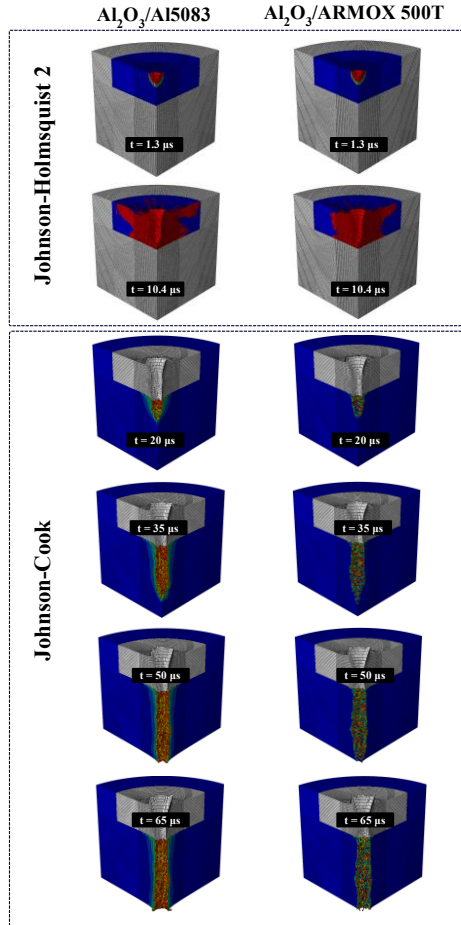 Al₂O₃/Al5083
Al₂O₃/ARMOX 500T
Johnson-Holmsquist 2
t = 1.3 μs
t = 1.3 μs
t = 10.4 μs
t = 10.4 μs
Johnson-Cook
t = 20 μs
t = 20 μs
t = 35 μs
t = 35 μs
t = 50 μs
t = 50 μs
t = 65 μs
t = 65 μs